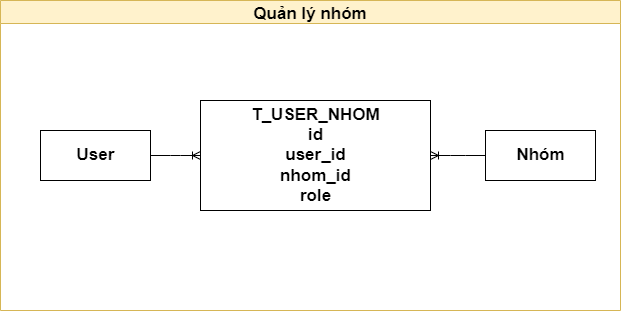 Quản lý nhóm
User
T_USER_NHOM
id
user_id
nhom_id
role
Nhóm